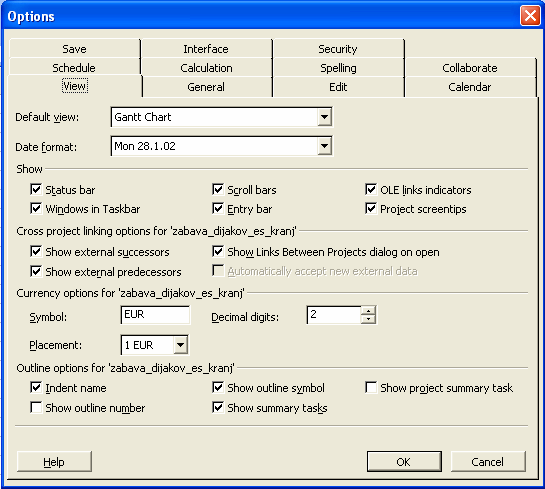 Options
Save Interface Security
Schedule Calculation Spelling Collaborate
View General Edit Calendar
Default view: Gantt Chart
Date format: Mon 28.1.02
Show
Status bar Scroll bars OLE links indicators
Windows in Taskbar Entry bar Project screentips
Cross project linking options for 'zabava_dijakov_es_kranj'
Show external successors Show Links Between Projects dialog on open
Show external predecessors Automatically accept new external data
Currency options for 'zabava_dijakov_es_kranj'
Symbol: EUR Decimal digits: 2
Placement: 1 EUR
Outline options for 'zabava_dijakov_es_kranj'
Indent name Show outline symbol Show project summary task
Show outline number Show summary tasks
Help OK Cancel